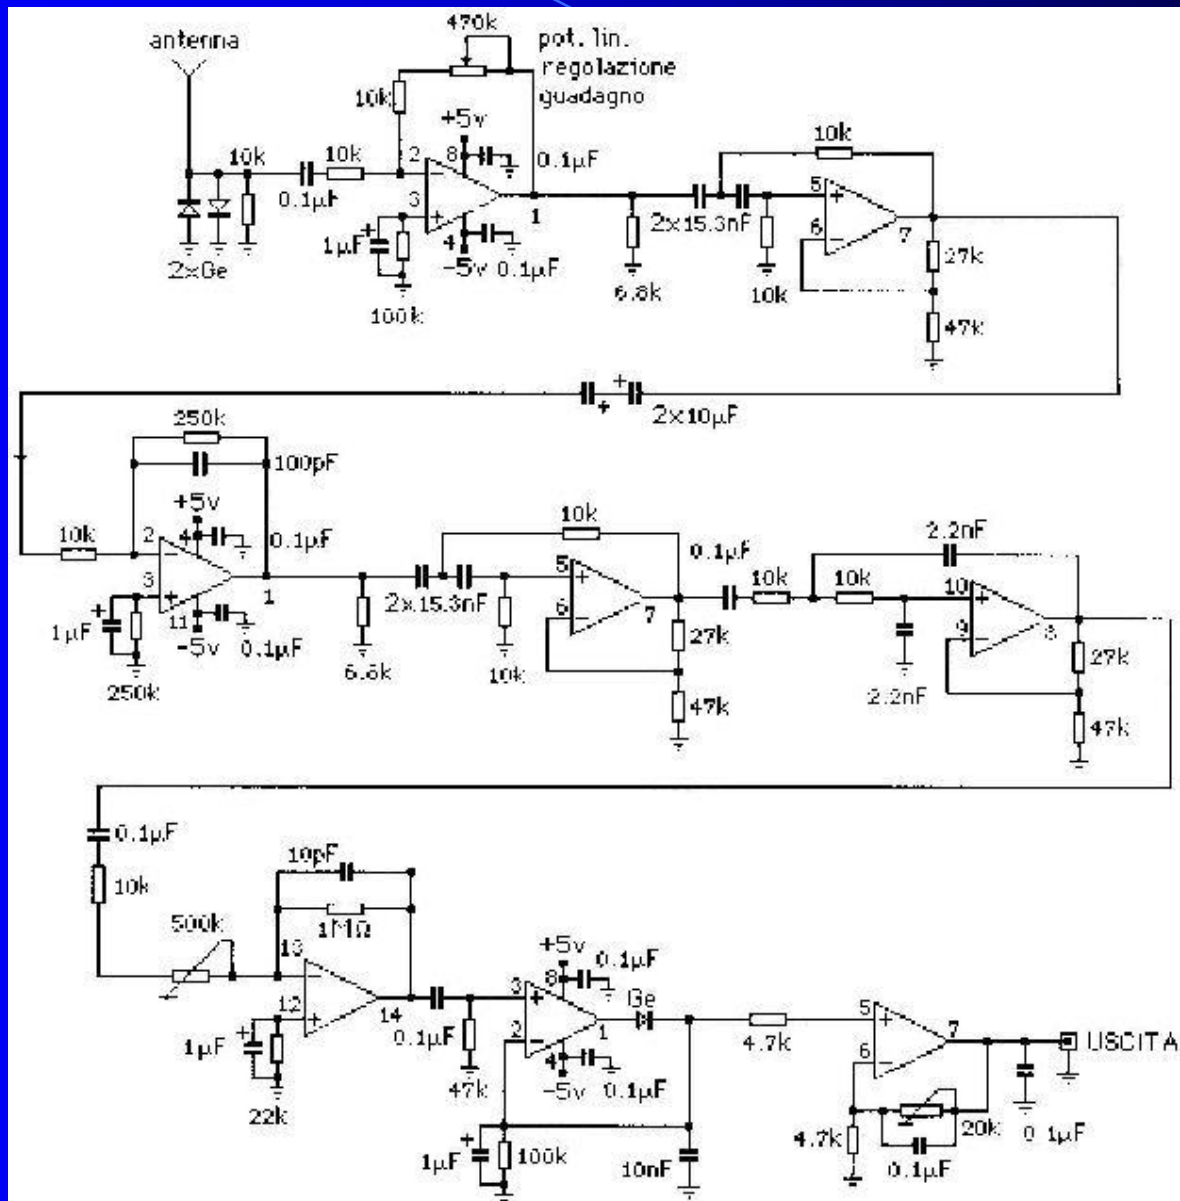 antenna
470k
pot. lin.
regolazione
guadagno
10k
+5v
8
0.1µF
10k
10k
10k
0.1µF
2
3
1
1µF
4
-5v
0.1µF
2xGe
100k
6.8k
2x15.3nF
10k
5
6
7
27k
47k
2x10µF
250k
100pF
+5v
4
0.1µF
10k
2
3
1
1µF
11
-5v
0.1µF
250k
6.8k
2x15.3nF
10k
10k
5
6
7
27k
47k
0.1µF
10k
10k
2.2nF
2.2nF
10
9
8
27k
47k
0.1µF
10k
500k
10pF
1MΩ
13
12
14
1µF
22k
0.1µF
47k
+5v
8
0.1µF
3
2
1
Ge
4
-5v
0.1µF
1µF
100k
10nF
4.7k
5
6
7
USCITA
4.7k
20k
0.1µF
0.1µF